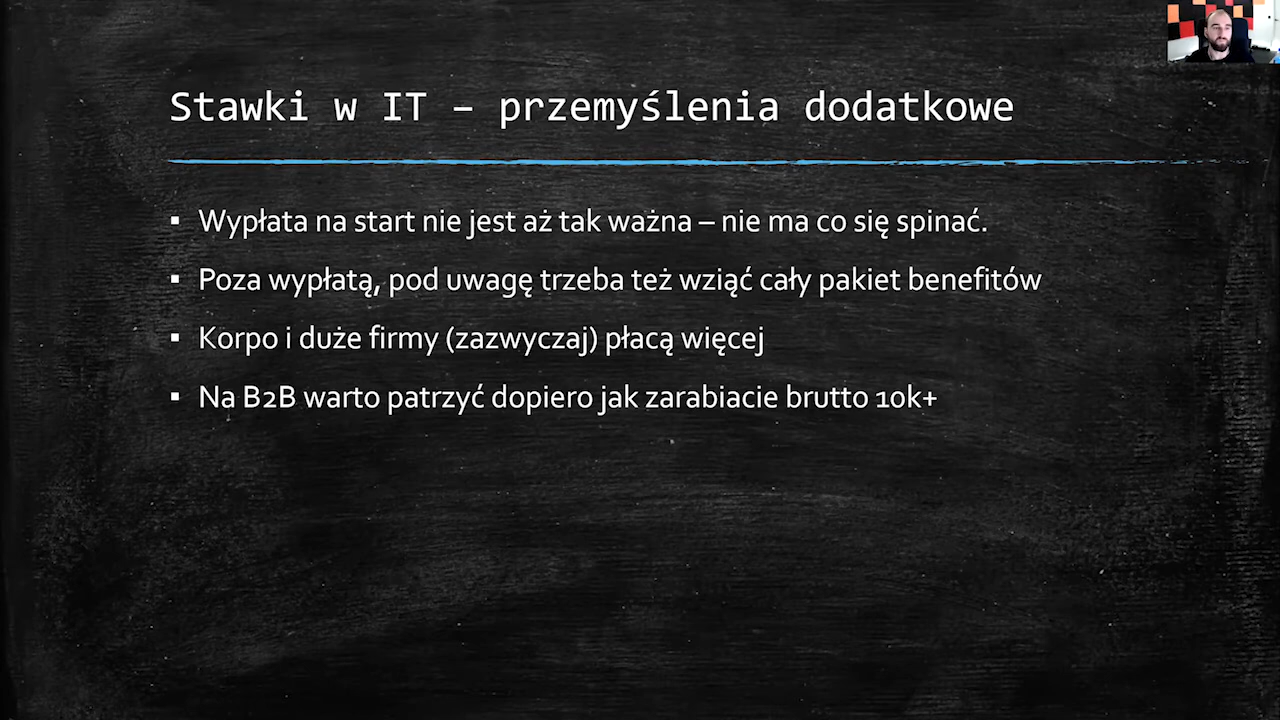 Stawki w IT – przemyślenia dodatkowe
▪ Wypłata na start nie jest aż tak ważna – nie ma co się spinać.
▪ Poza wypłatą, pod uwagę trzeba też wziąć cały pakiet benefitów
▪ Korpo i duże firmy (zazwyczaj) płacą więcej
▪ Na B2B warto patrzyć dopiero jak zarabiacie brutto 10k+